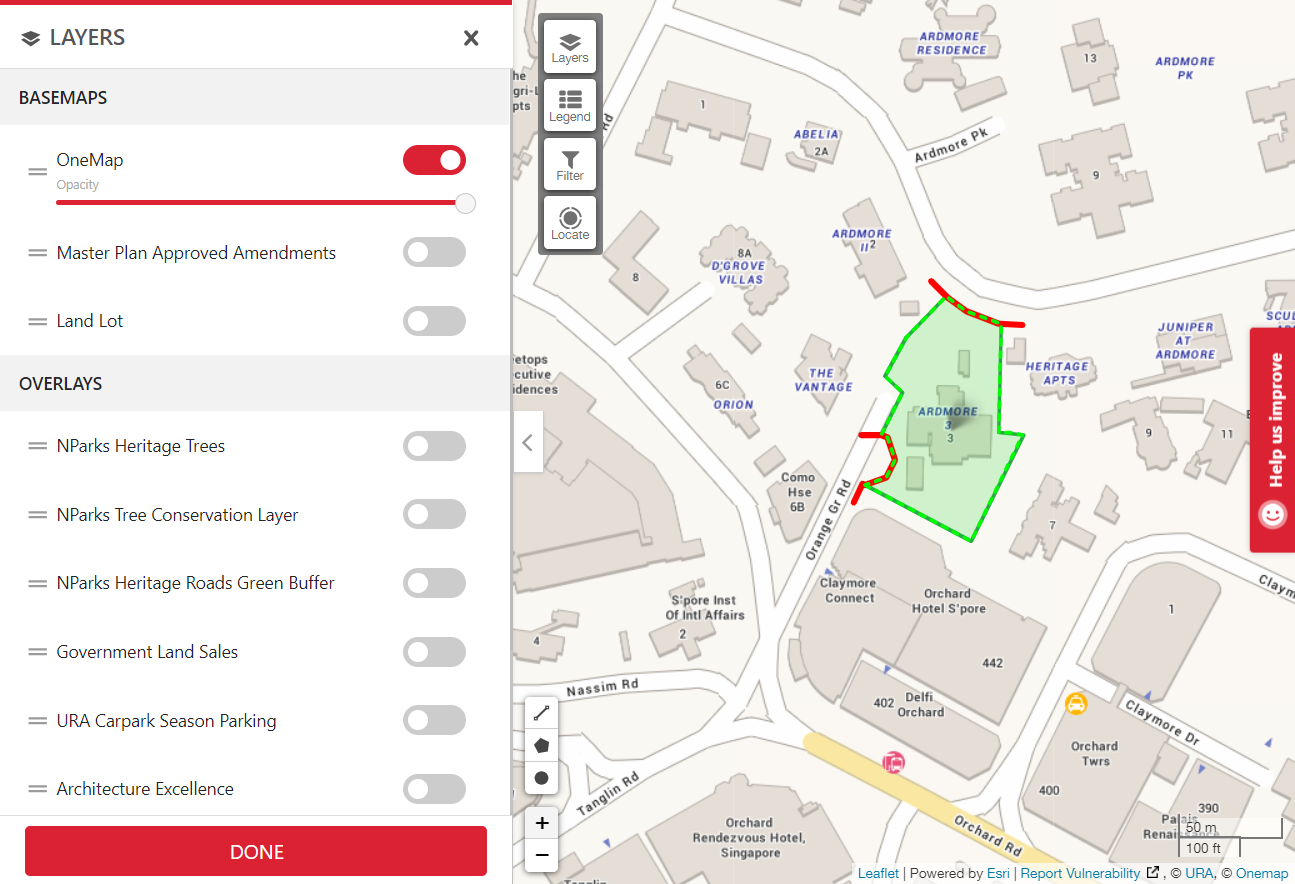 LAYERS
BASEMAPS
OneMap
Opacity
Master Plan Approved Amendments
Land Lot
OVERLAYS
NParks Heritage Trees
NParks Tree Conservation Layer
NParks Heritage Roads Green Buffer
Government Land Sales
URA Carpark Season Parking
Architecture Excellence
DONE
Layers
Legend
Filter
Locate
he
gri-L
pts
Rd
1
ARDMORE
RESIDENCE
13
ARDMORE
PK
ABELIA
2A
Ardmore Pk
9
8
8A
D'GROVE
VILLAS
ARDMORE
II
2
etops
cutive
idences
6C
ORION
THE
VANTAGE
HERITAGE
APTS
JUNIPER
AT
ARDMORE
SCUL
ARDMORE
3
3
9
11
Help us improve
Como
Hse
6B
Orange Gr Rd
7
Claymore
Connect
Orchard
Hotel S'pore
442
S'pore Inst
Of Intl Affairs
2
4
Nassim Rd
402
Delfi
Orchard
1
Claym
Claymore Dr
Orchard
Twrs
400
390
Tanglin Rd
Orchard
Rendezvous Hotel,
Singapore
Orchard Rd
Palais
Renaissance
+
−
50 m
100 ft
Leaflet | Powered by Esri | Report Vulnerability , © URA, © Onemap